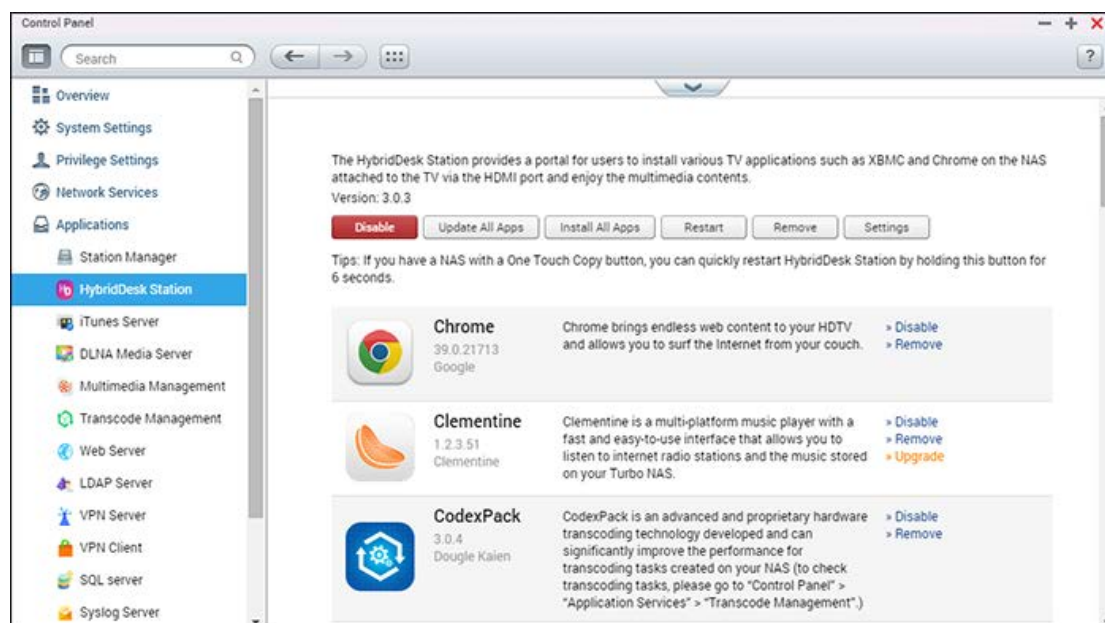 Control Panel
Search
?
Overview
System Settings
Privilege Settings
Network Services
Applications
Station Manager
HybridDesk Station
iTunes Server
DLNA Media Server
Multimedia Management
Transcode Management
Web Server
LDAP Server
VPN Server
VPN Client
SQL server
Syslog Server
The HybridDesk Station provides a portal for users to install various TV applications such as XBMC and Chrome on the NAS
attached to the TV via the HDMI port and enjoy the multimedia contents.
Version: 3.0.3
Disable Update All Apps Install All Apps Restart Remove Settings
Tips: If you have a NAS with a One Touch Copy button, you can quickly restart HybridDesk Station by holding this button for
6 seconds.
Chrome
39.0.21713
Google
Chrome brings endless web content to your HDTV
and allows you to surf the Internet from your couch.
» Disable
» Remove
Clementine
1.2.3.51
Clementine
Clementine is a multi-platform music player with a
fast and easy-to-use interface that allows you to
listen to internet radio stations and the music stored
on your Turbo NAS.
» Disable
» Remove
» Upgrade
CodexPack
3.0.4
Dougle Kaien
CodexPack is an advanced and proprietary hardware
transcoding technology developed and can
significantly improve the performance for
transcoding tasks created on your NAS (to check
transcoding tasks, please go to "Control Panel" >
"Application Services" > "Transcode Management".)
» Disable
» Remove